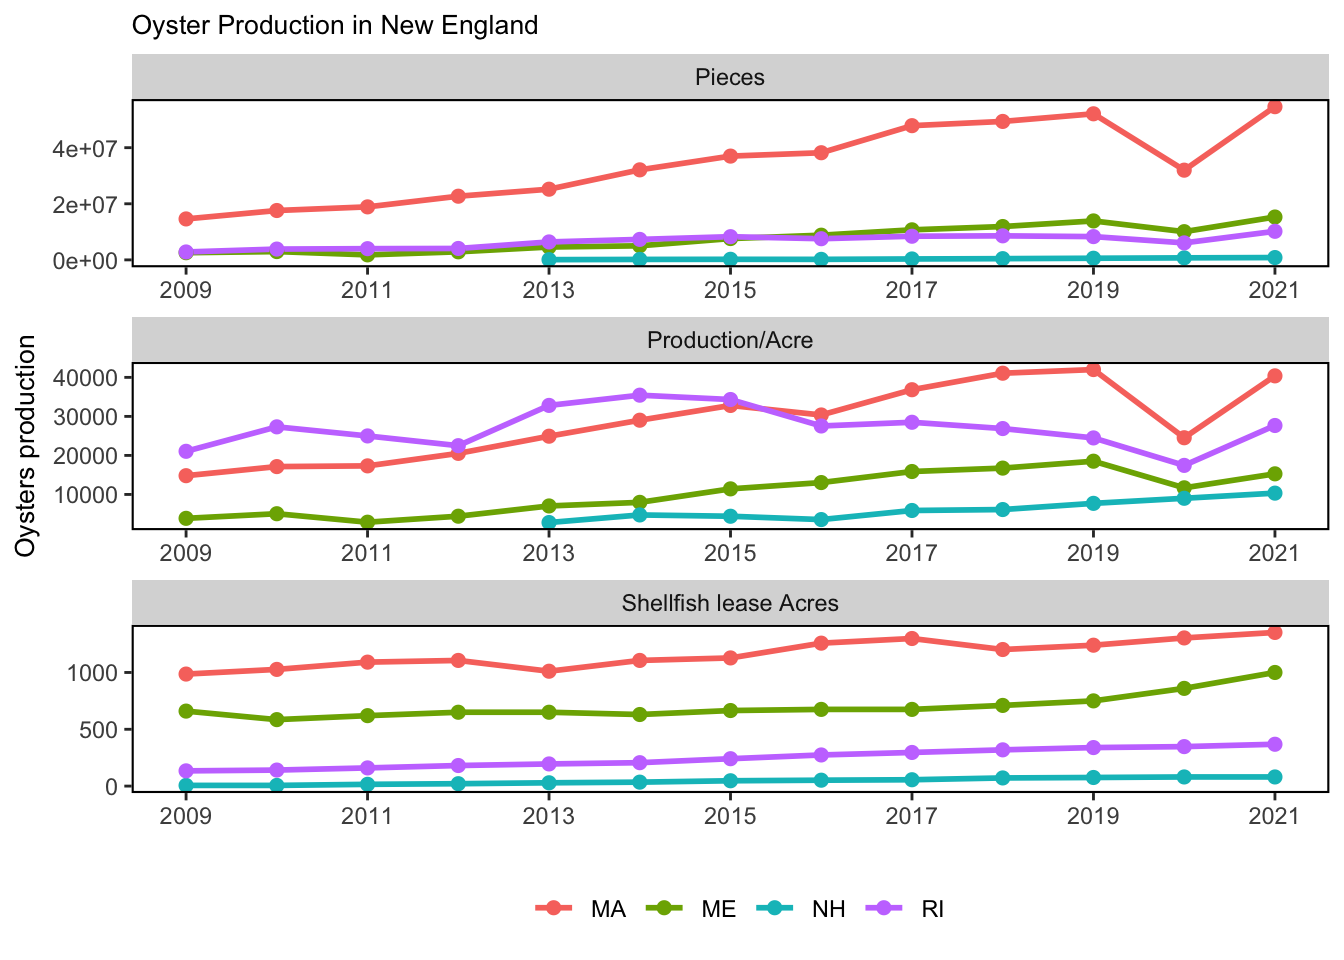 Oyster Production in New England
Pieces
4e+07
2e+07
0e+00
2009 2011 2013 2015 2017 2019 2021
Production/Acre
40000
30000
20000
10000
2009 2011 2013 2015 2017 2019 2021
Oysters production
Shellfish lease Acres
1000
500
0
2009 2011 2013 2015 2017 2019 2021
MA ME NH RI